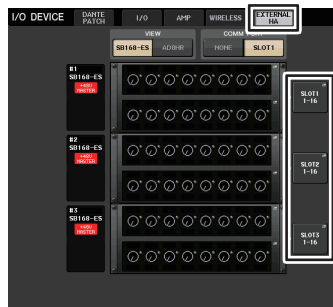 I/O DEVICE
DANTE PATCH
I/O
AMP
WIRELESS
EXTERNAL HA
VIEW
COMM PORT
SB168-ES
AD8HR
NONE
SLOT1
#1
SB168-ES
+48V MASTER
SLOT1
1-16
#2
SB168-ES
+48V MASTER
SLOT2
1-16
#3
SB168-ES
+48V MASTER
SLOT3
1-16